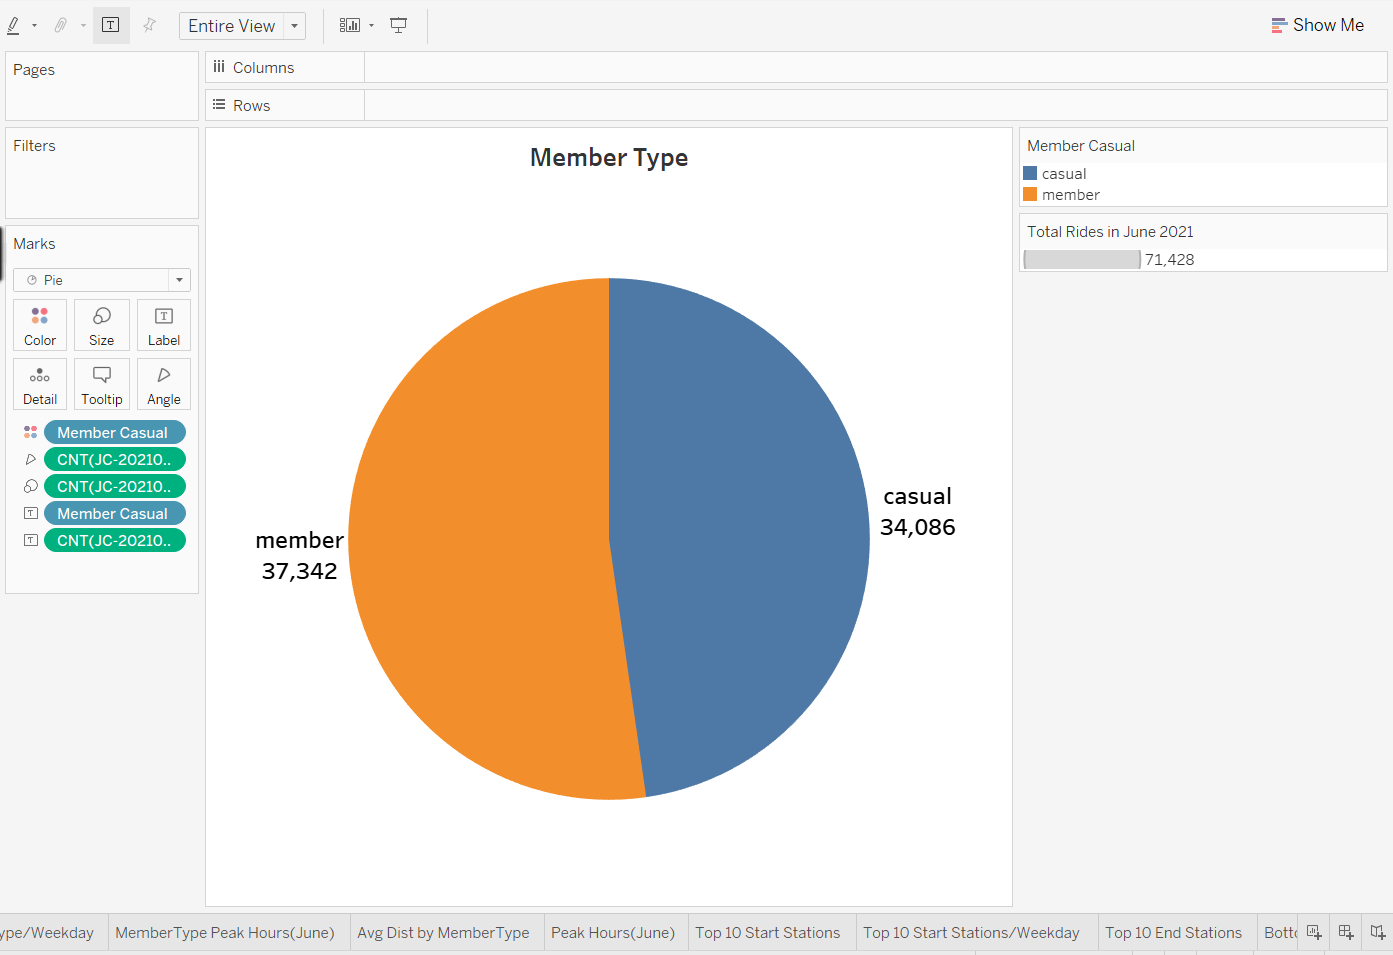 Entire View
Show Me
Pages
Columns
Rows
Filters
Marks
Pie
Color
Size
Label
Detail
Tooltip
Angle
Member Casual
CNT(JC-20210..
CNT(JC-20210..
Member Casual
CNT(JC-20210..
Member Type
member
37,342
casual
34,086
Member Casual
casual
member
Total Rides in June 2021
71,428
ype/Weekday
MemberType Peak Hours(June)
Avg Dist by MemberType
Peak Hours(June)
Top 10 Start Stations
Top 10 Start Stations/Weekday
Top 10 End Stations
Bott